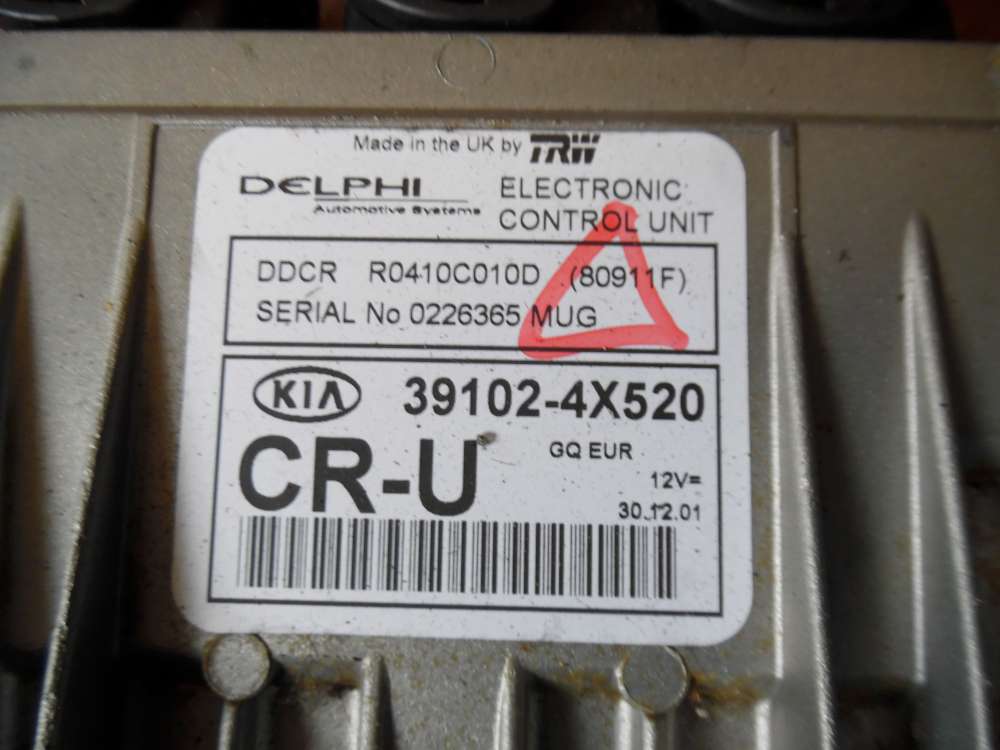 Made in the UK by TRW
DELPHI
Automotive Systems
ELECTRONIC
CONTROL UNIT
DDCR R0410C010D (80911F)
SERIAL No 0226365 MUG
KIA 39102-4X520
CR-U
GQ EUR
12V=
30.12.01